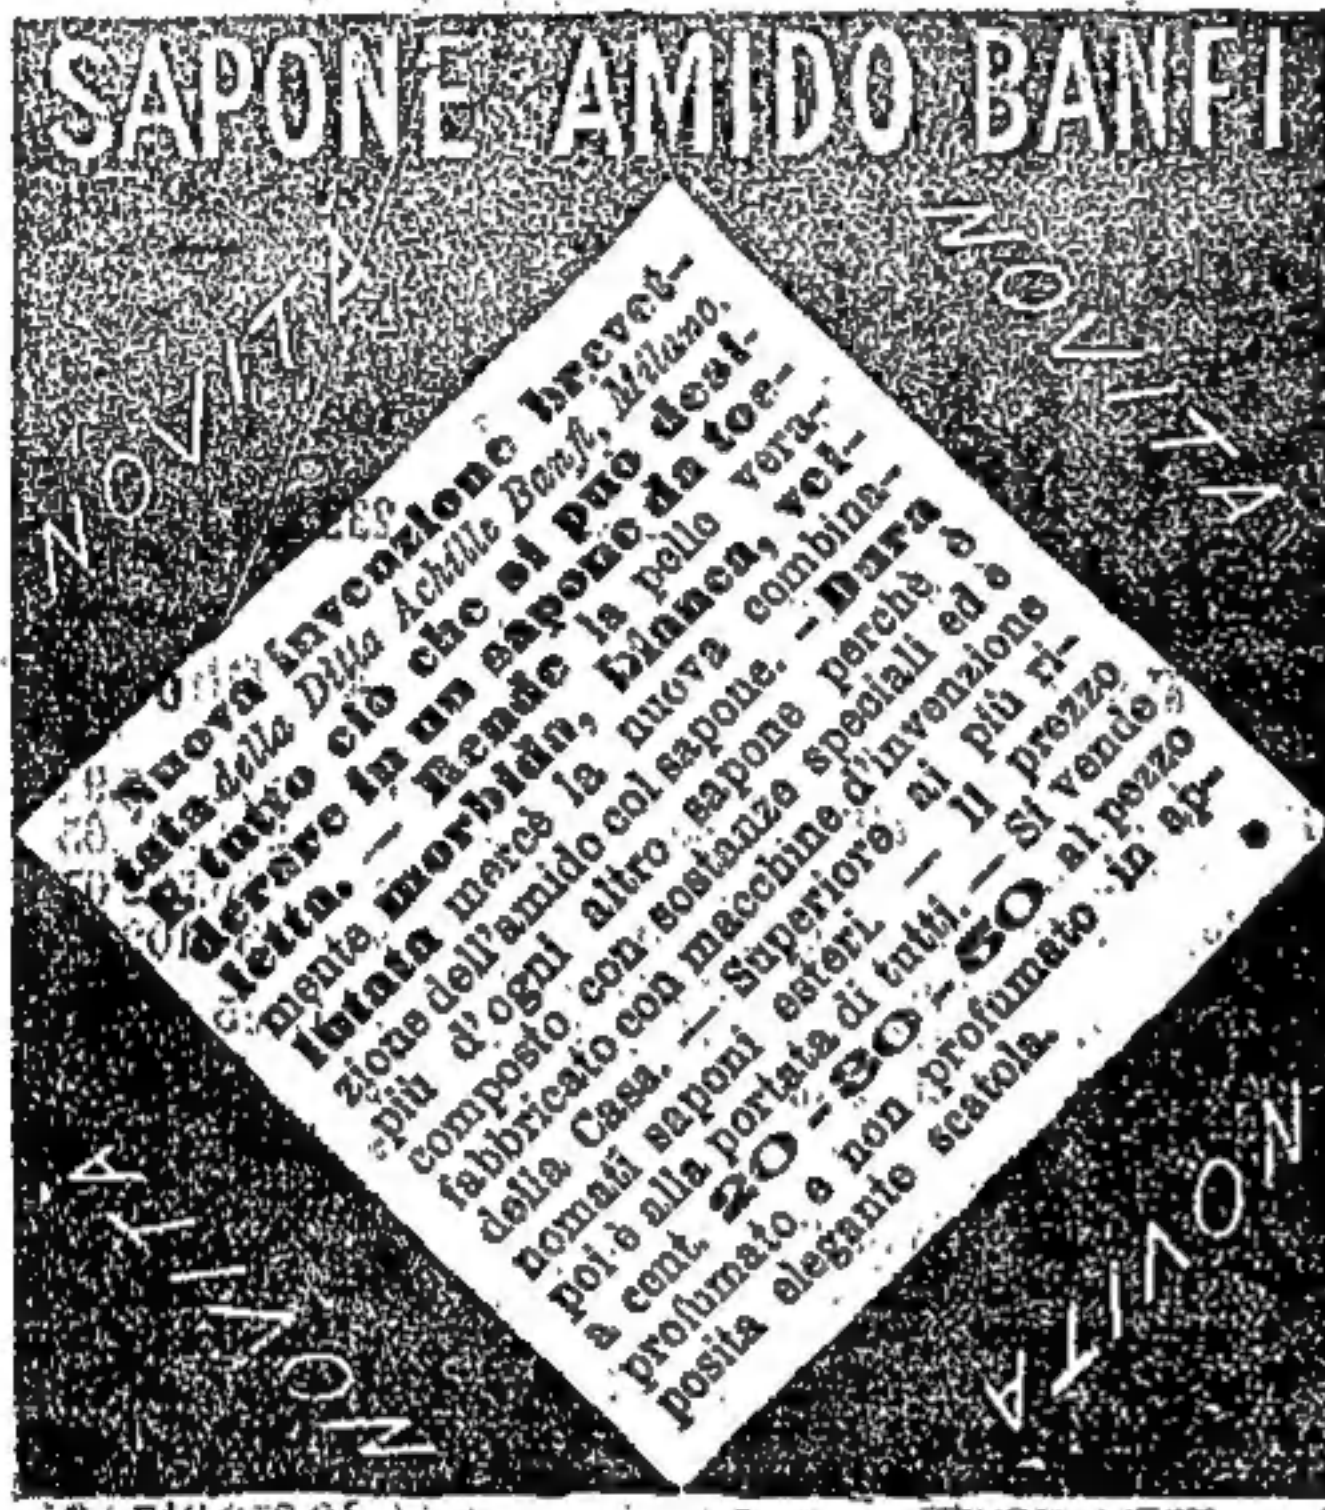 SAPONE AMIDO BANFI
NOVITA
NOVITA
Nuova invenzione brevet-
tata della Ditta Achille Banfi, Milano.
È tutto ciò che si può desi-
derare in un sapone da toe-
letta. — Rende la pelle vera-
mente morbida, bianca, vel-
lutata mercè la nuova combina-
zione dell'amido col sapone. — Dura
più d'ogni altro sapone perchè è
composto con sostanze speciali ed è
fabbricato con macchine d'invenzione
della Casa. — Superiore ai più ri-
nomati saponi esteri. — Il prezzo
poi è alla portata di tutti. — Si vende
a cent. 20 - 30 - 50 al pezzo
profumato e non profumato in ap-
posita elegante scatola.
NOVITA
NOVITA